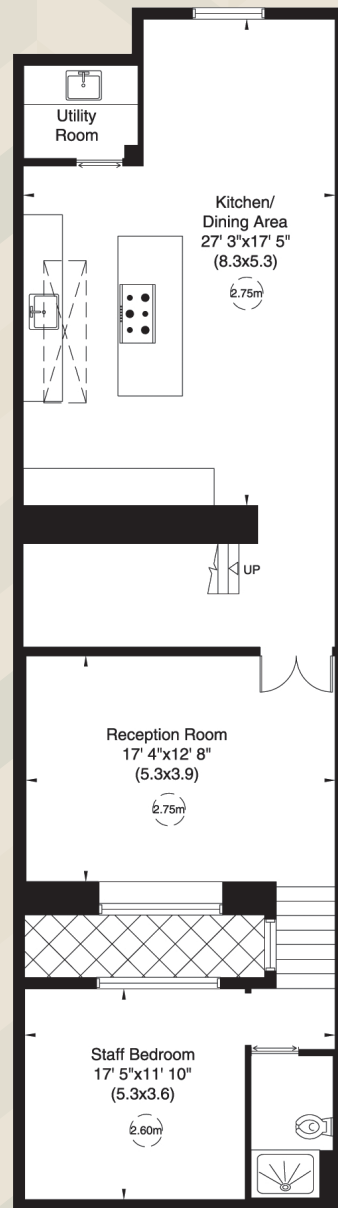 Utility
Room
Kitchen/
Dining Area
27' 3"x17' 5"
(8.3x5.3)
2.75m
UP
Reception Room
17' 4"x12' 8"
(5.3x3.9)
2.75m
Staff Bedroom
17' 5"x11' 10"
(5.3x3.6)
2.60m